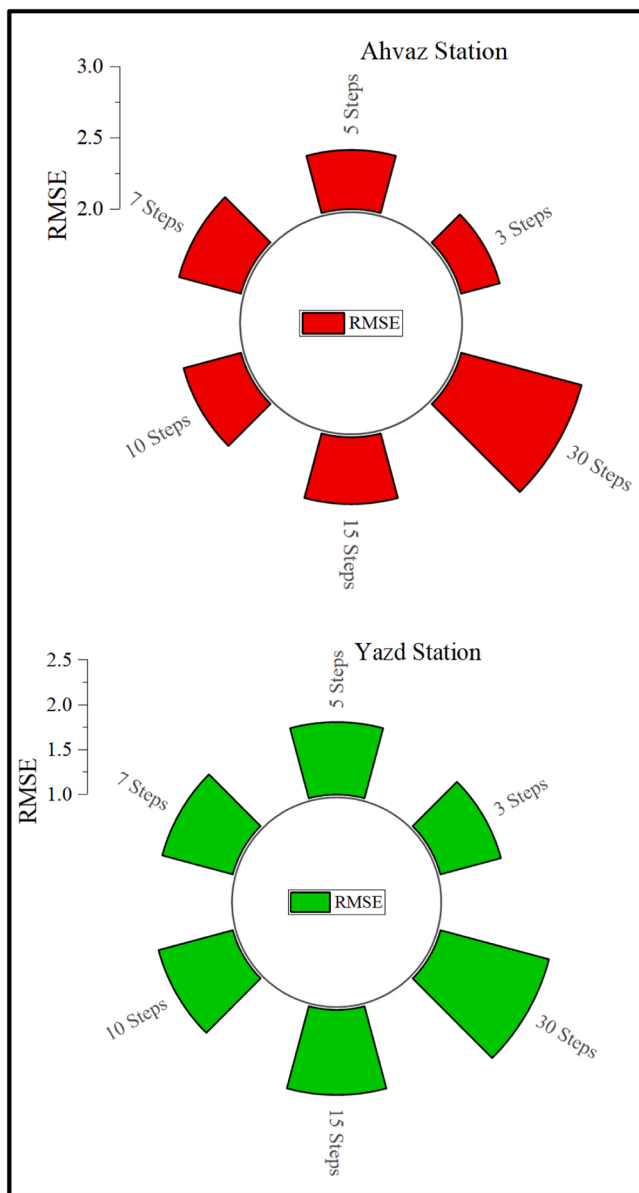 Ahvaz Station
3.0
2.5
2.0
RMSE
5 Steps
7 Steps
3 Steps
RMSE
10 Steps
30 Steps
15 Steps
Yazd Station
2.5
2.0
1.5
1.0
RMSE
5 Steps
7 Steps
3 Steps
RMSE
10 Steps
30 Steps
15 Steps